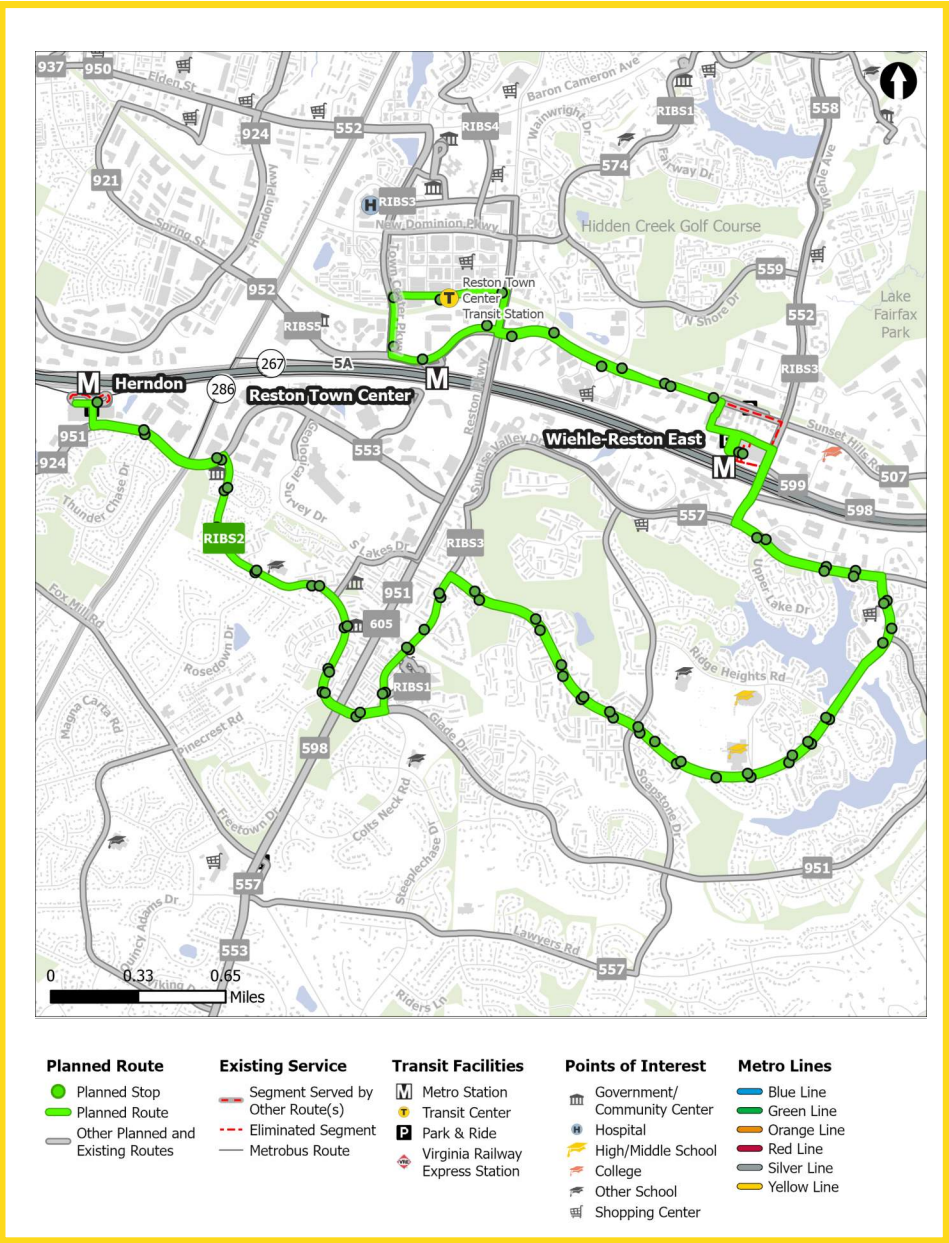 937
950
Elden St
924
552
RIBS4
Baron Cameron Ave
Wainwright Dr
RIBS1
558
574
Fairway Dr
Wiehle Ave
921
Herndon Pkwy
H
RIBS3
New Dominion Pkwy
Hidden Creek Golf Course
Spring St
Town Center Pkwy
559
952
T
Reston Town
Center
Transit Station
N Shore Dr
Lake
Fairfax
Park
552
RIBS5
267
5A
RIBS3
M
Herndon
286
Reston Town Center
M
Reston Pkwy
Sunset Hills Rd
951
924
553
Sunrise Valley Dr
Wiehle-Reston East
M
599
507
598
Thunder Chase Dr
Geological Survey Dr
557
RIBS2
S Lakes Dr
RIBS3
Upper Lake Dr
951
Fox Mill Rd
605
Rosedown Dr
RIBS1
Ridge Heights Rd
Magna Carta Rd
Pinecrest Rd
598
Glade Dr
Soapstone Dr
Colts Neck Rd
Freetown Dr
Steeplechase Dr
951
557
Quincy Adams Dr
553
Lawyers Rd
557
Viking D
Riders Ln
0 0.33 0.65
Miles
Planned Route
Planned Stop
Planned Route
Other Planned and
Existing Routes
Existing Service
Segment Served by
Other Route(s)
Eliminated Segment
Metrobus Route
Transit Facilities
M Metro Station
T Transit Center
P Park & Ride
VRE Virginia Railway
Express Station
Points of Interest
Government/
Community Center
H Hospital
High/Middle School
College
Other School
Shopping Center
Metro Lines
Blue Line
Green Line
Orange Line
Red Line
Silver Line
Yellow Line